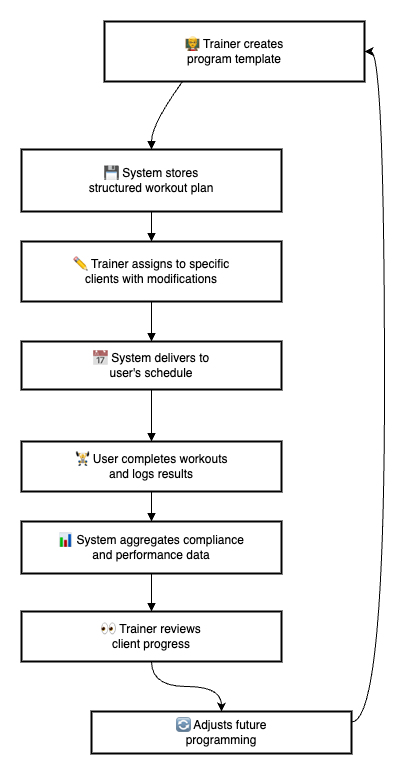 Trainer creates
program template
System stores
structured workout plan
Trainer assigns to specific
clients with modifications
System delivers to
user's schedule
User completes workouts
and logs results
System aggregates compliance
and performance data
Trainer reviews
client progress
Adjusts future
programming